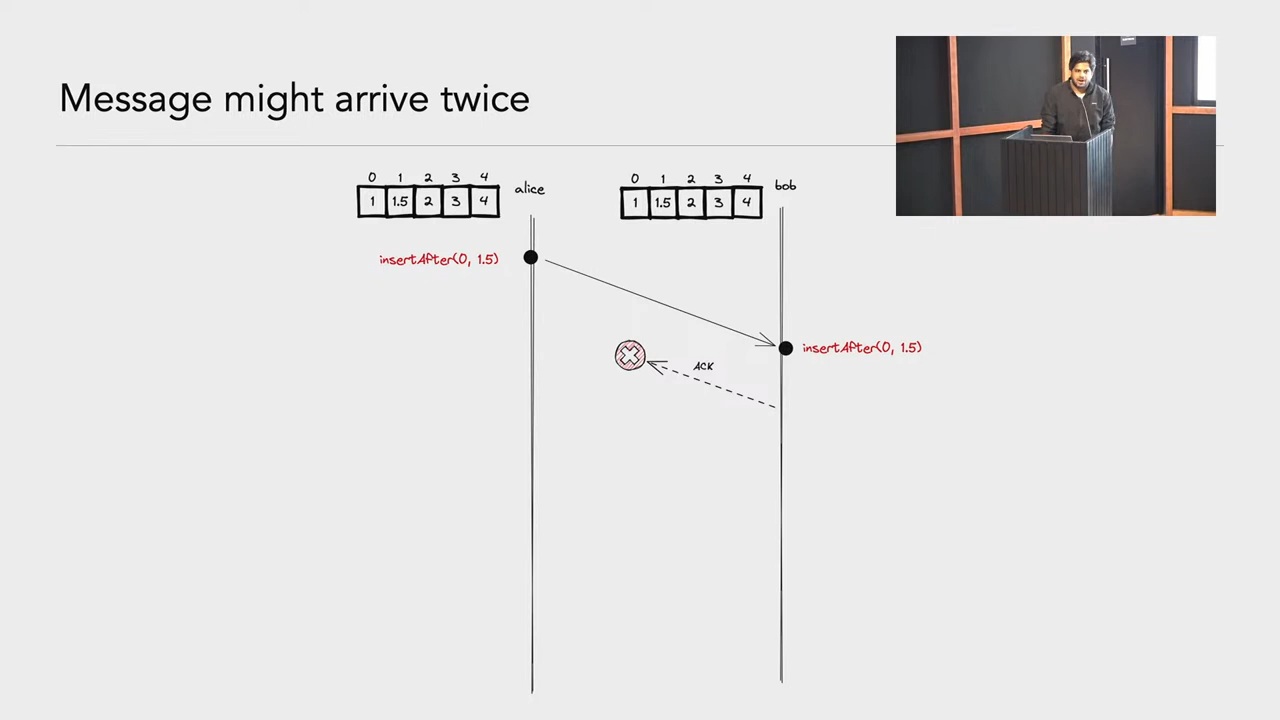 Message might arrive twice
0 1 2 3 4
1 1.5 2 3 4
alice
0 1 2 3 4
1 1.5 2 3 4
bob
insertAfter(0, 1.5)
insertAfter(0, 1.5)
ACK